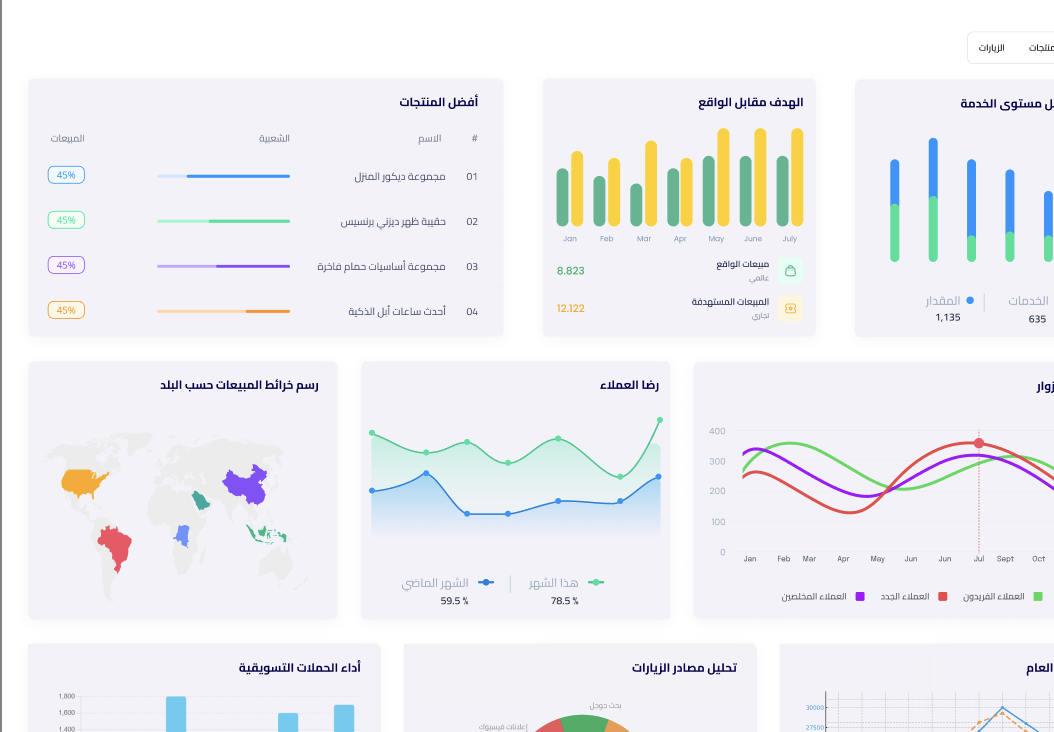 الزيارات
مستوى الخدمة
المقدار
1,135
الخدمات
635
الهدف مقابل الواقع
Jan Feb Mar Apr May June July
مبيعات الواقع
عالمي
8.823
المبيعات المستهدفة
تجاري
12.122
أفضل المنتجات
# الاسم الشعبية المبيعات
01 مجموعة ديكور المنزل 45%
02 حقيبة ظهر ديزني برنسيس 45%
03 مجموعة أساسيات حمام فاخرة 45%
04 أحدث ساعات أبل الذكية 45%
400
300
200
100
0
Jan Feb Mar Apr May Jun Jun Jul Sept Oct
العملاء الفريدون
العملاء الجدد
العملاء المخلصين
رضا العملاء
هذا الشهر
78.5 %
الشهر الماضي
59.5 %
رسم خرائط المبيعات حسب البلد
العام
30000
27500
تحليل مصادر الزيارات
بحث جوجل
إعلانات فيسبوك
أداء الحملات التسويقية
1,800
1,600
1,400